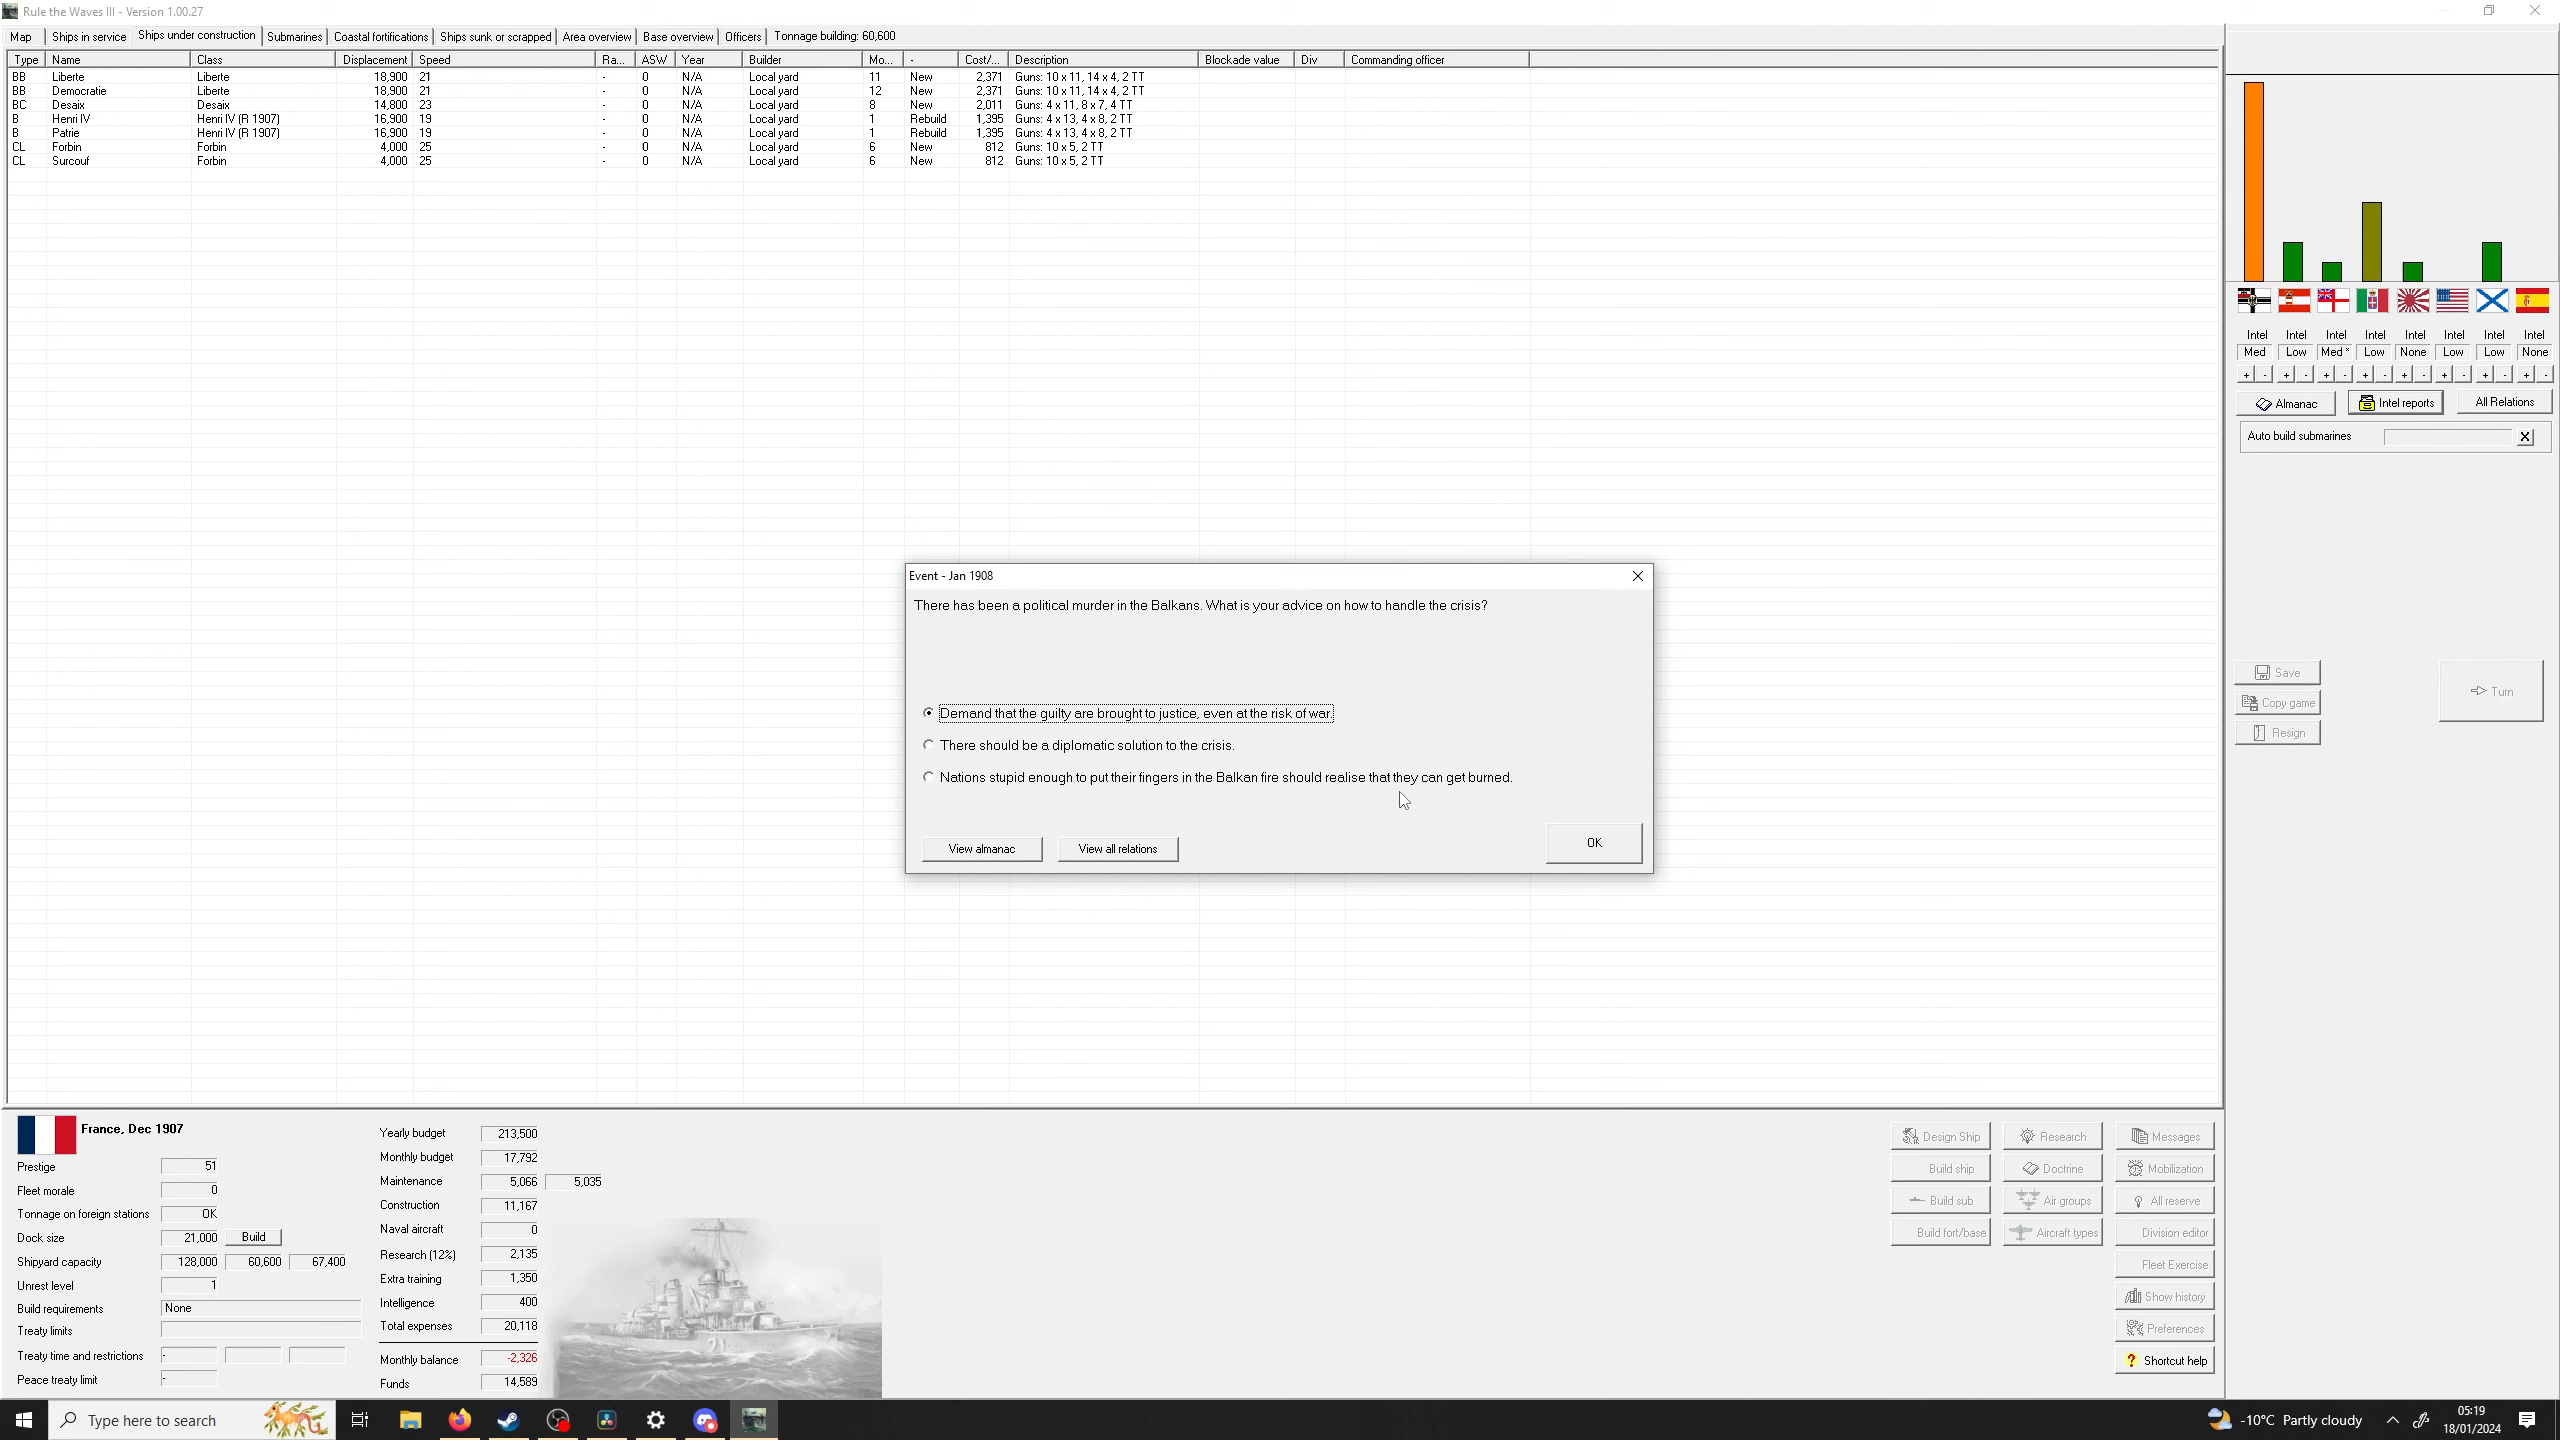 Rule the Waves III - Version 1.00.27
Map Ships in service Ships under construction Submarines Coastal fortifications Ships sunk or scrapped Area overview Base overview Officers Tonnage building: 60,600
Type Name Class Displacement Speed Ra... ASW Year Builder Mo... - Cost/... Description Blockade value Div Commanding officer
BB Liberte Liberte 18,900 21 - 0 N/A Local yard 11 New 2,371 Guns: 10 x 11, 14 x 4, 2 TT
BB Democratie Liberte 18,900 21 - 0 N/A Local yard 12 New 2,371 Guns: 10 x 11, 14 x 4, 2 TT
BC Desaix Desaix 14,800 23 - 0 N/A Local yard 8 New 2,011 Guns: 4 x 11, 8 x 7, 4 TT
B Henri IV Henri IV (R 1907) 16,900 19 - 0 N/A Local yard 1 Rebuild 1,395 Guns: 4 x 13, 4 x 8, 2 TT
B Patrie Henri IV (R 1907) 16,900 19 - 0 N/A Local yard 1 Rebuild 1,395 Guns: 4 x 13, 4 x 8, 2 TT
CL Forbin Forbin 4,000 25 - 0 N/A Local yard 6 New 812 Guns: 10 x 5, 2 TT
CL Surcouf Forbin 4,000 25 - 0 N/A Local yard 6 New 812 Guns: 10 x 5, 2 TT
Intel Intel Intel Intel Intel Intel Intel Intel
Med Low Med * Low None Low Low None
+ - + - + - + - + - + - + - + -
Almanac Intel reports All Relations
Auto build submarines X
Event - Jan 1908
There has been a political murder in the Balkans. What is your advice on how to handle the crisis?
Demand that the guilty are brought to justice, even at the risk of war.
There should be a diplomatic solution to the crisis.
Nations stupid enough to put their fingers in the Balkan fire should realise that they can get burned.
View almanac View all relations OK
Save
Copy game
Resign
Turn
France, Dec 1907
Prestige 51
Fleet morale 0
Tonnage on foreign stations OK
Dock size 21,000 Build
Shipyard capacity 128,000 60,600 67,400
Unrest level 1
Build requirements None
Treaty limits
Treaty time and restrictions -
Peace treaty limit -
Yearly budget 213,500
Monthly budget 17,792
Maintenance 5,066 5,035
Construction 11,167
Naval aircraft 0
Research (12%) 2,135
Extra training 1,350
Intelligence 400
Total expenses 20,118
Monthly balance -2,326
Funds 14,589
Design Ship Research Messages
Build ship Doctrine Mobilization
Build sub Air groups All reserve
Build fort/base Aircraft types Division editor
Fleet Exercise
Show history
Preferences
? Shortcut help
Type here to search
-10°C Partly cloudy
05:19
18/01/2024